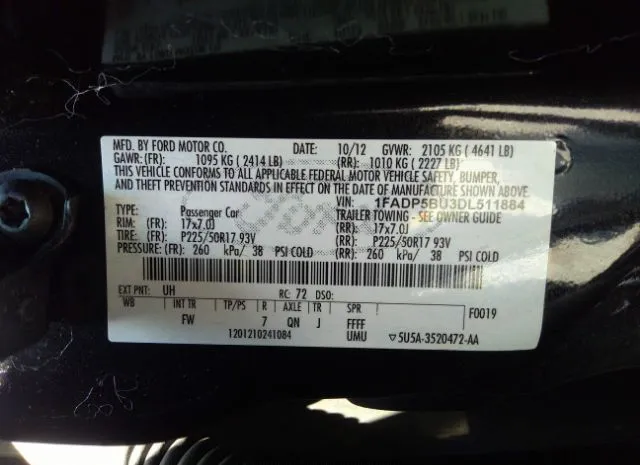 MFD. BY FORD MOTOR CO. DATE: 10/12 GVWR: 2105 KG ( 4641 LB)
GAWR: (FR): 1095 KG ( 2414 LB) (RR): 1010 KG ( 2227 LB)
THIS VEHICLE CONFORMS TO ALL APPLICABLE FEDERAL MOTOR VEHICLE SAFETY, BUMPER,
AND THEFT PREVENTION STANDARDS IN EFFECT ON THE DATE OF MANUFACTURE SHOWN ABOVE.
VIN: 1FADP5BU3DL511884
TYPE: Passenger Car TRAILER TOWING - SEE OWNER GUIDE
RIM: (FR): 17x7.0J (RR): 17x7.0J
TIRE: (FR): P225/50R17 93V (RR): P225/50R17 93V
PRESSURE: (FR): 260 kPa/ 38 PSI COLD (RR): 260 kPa/ 38 PSI COLD
EXT PNT: UH RC: 72 DSO: F0019
WB INT TR TP/PS R AXLE TR SPR
FW 7 QN J FFFF
1201210241084 UMU ▽5U5A-3520472-AA